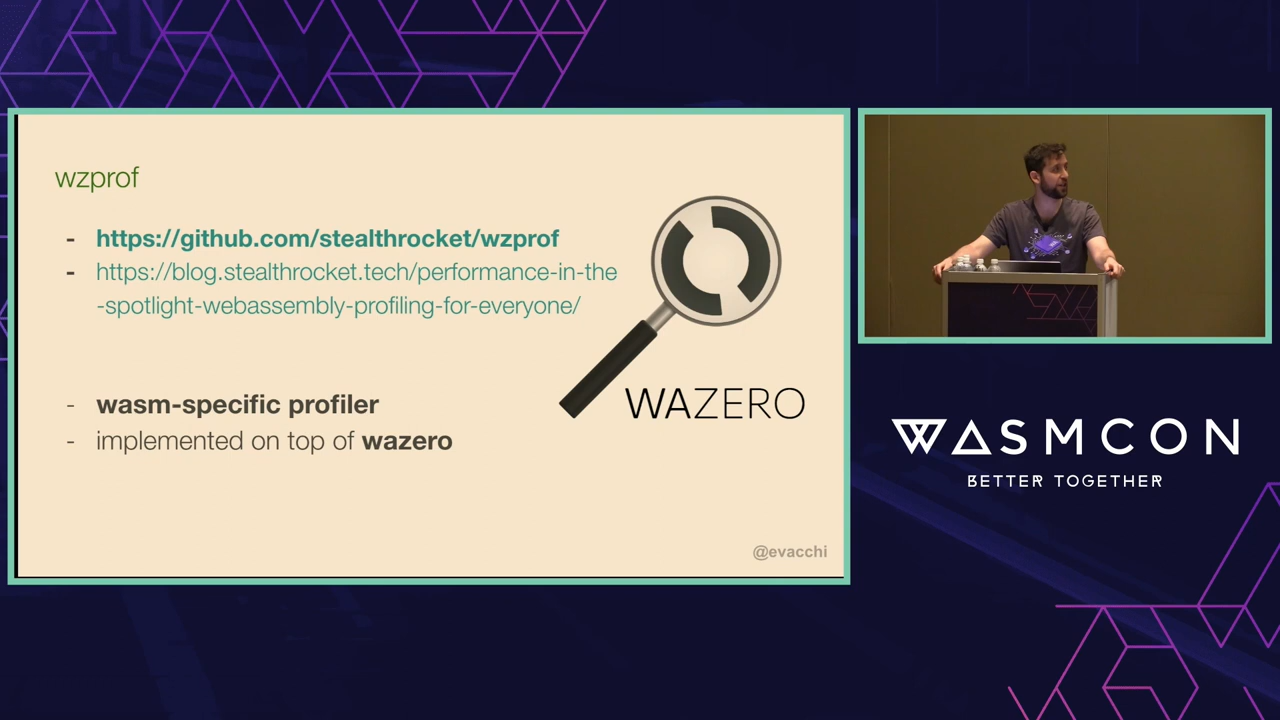 wzprof
- https://github.com/stealthrocket/wzprof
- https://blog.stealthrocket.tech/performance-in-the
-spotlight-webassembly-profiling-for-everyone/
- wasm-specific profiler
- implemented on top of wazero
WAZERO
@evacchi
WASMCON
BETTER TOGETHER